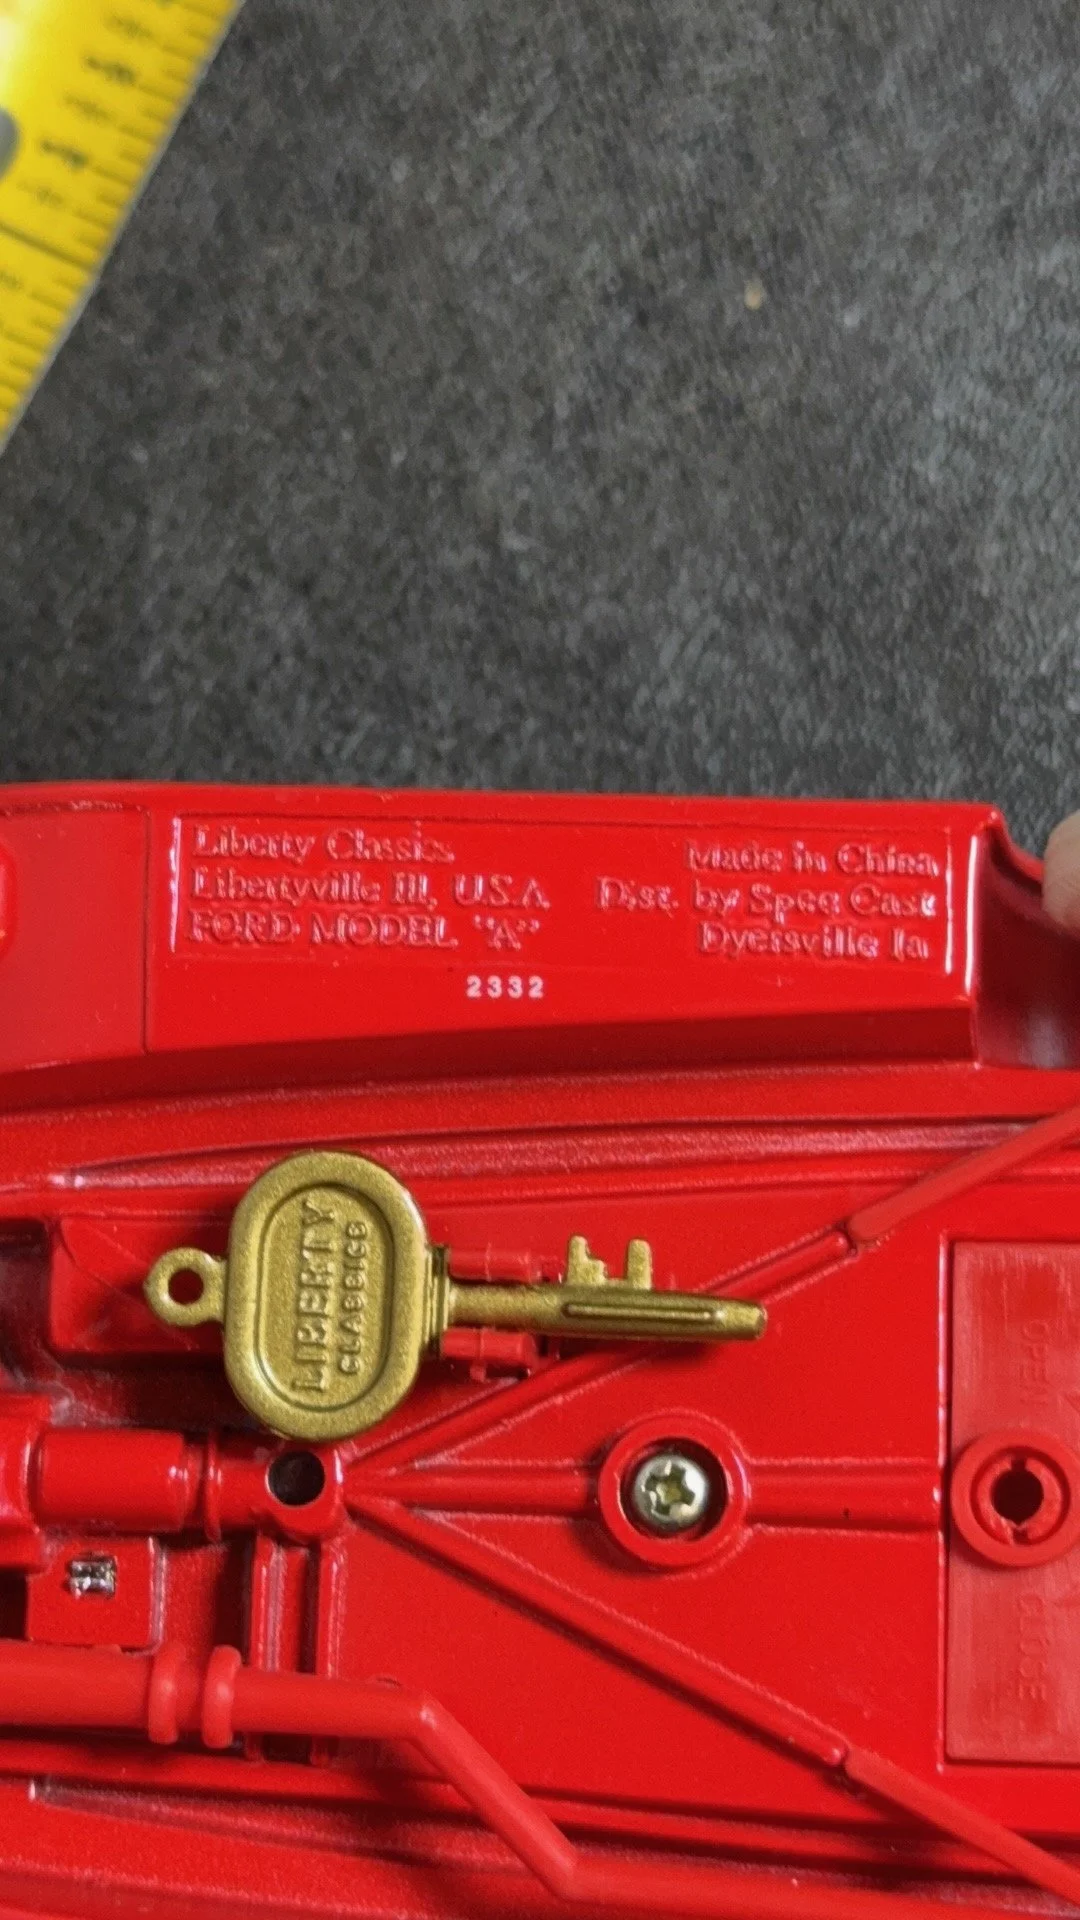 Liberty Classics
Libertyville Ill, U.S.A
FORD MODEL "A"
Made in China
Dist. by Spec Cast
Dyersville Ia
2332
LIBERTY
CLASSICS
OPEN
CLOSE